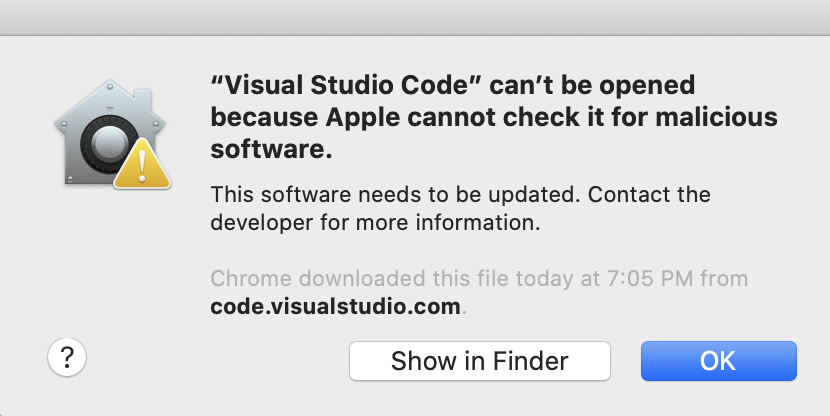 “Visual Studio Code” can’t be opened
because Apple cannot check it for malicious
software.
This software needs to be updated. Contact the
developer for more information.
Chrome downloaded this file today at 7:05 PM from
code.visualstudio.com.
?
Show in Finder
OK